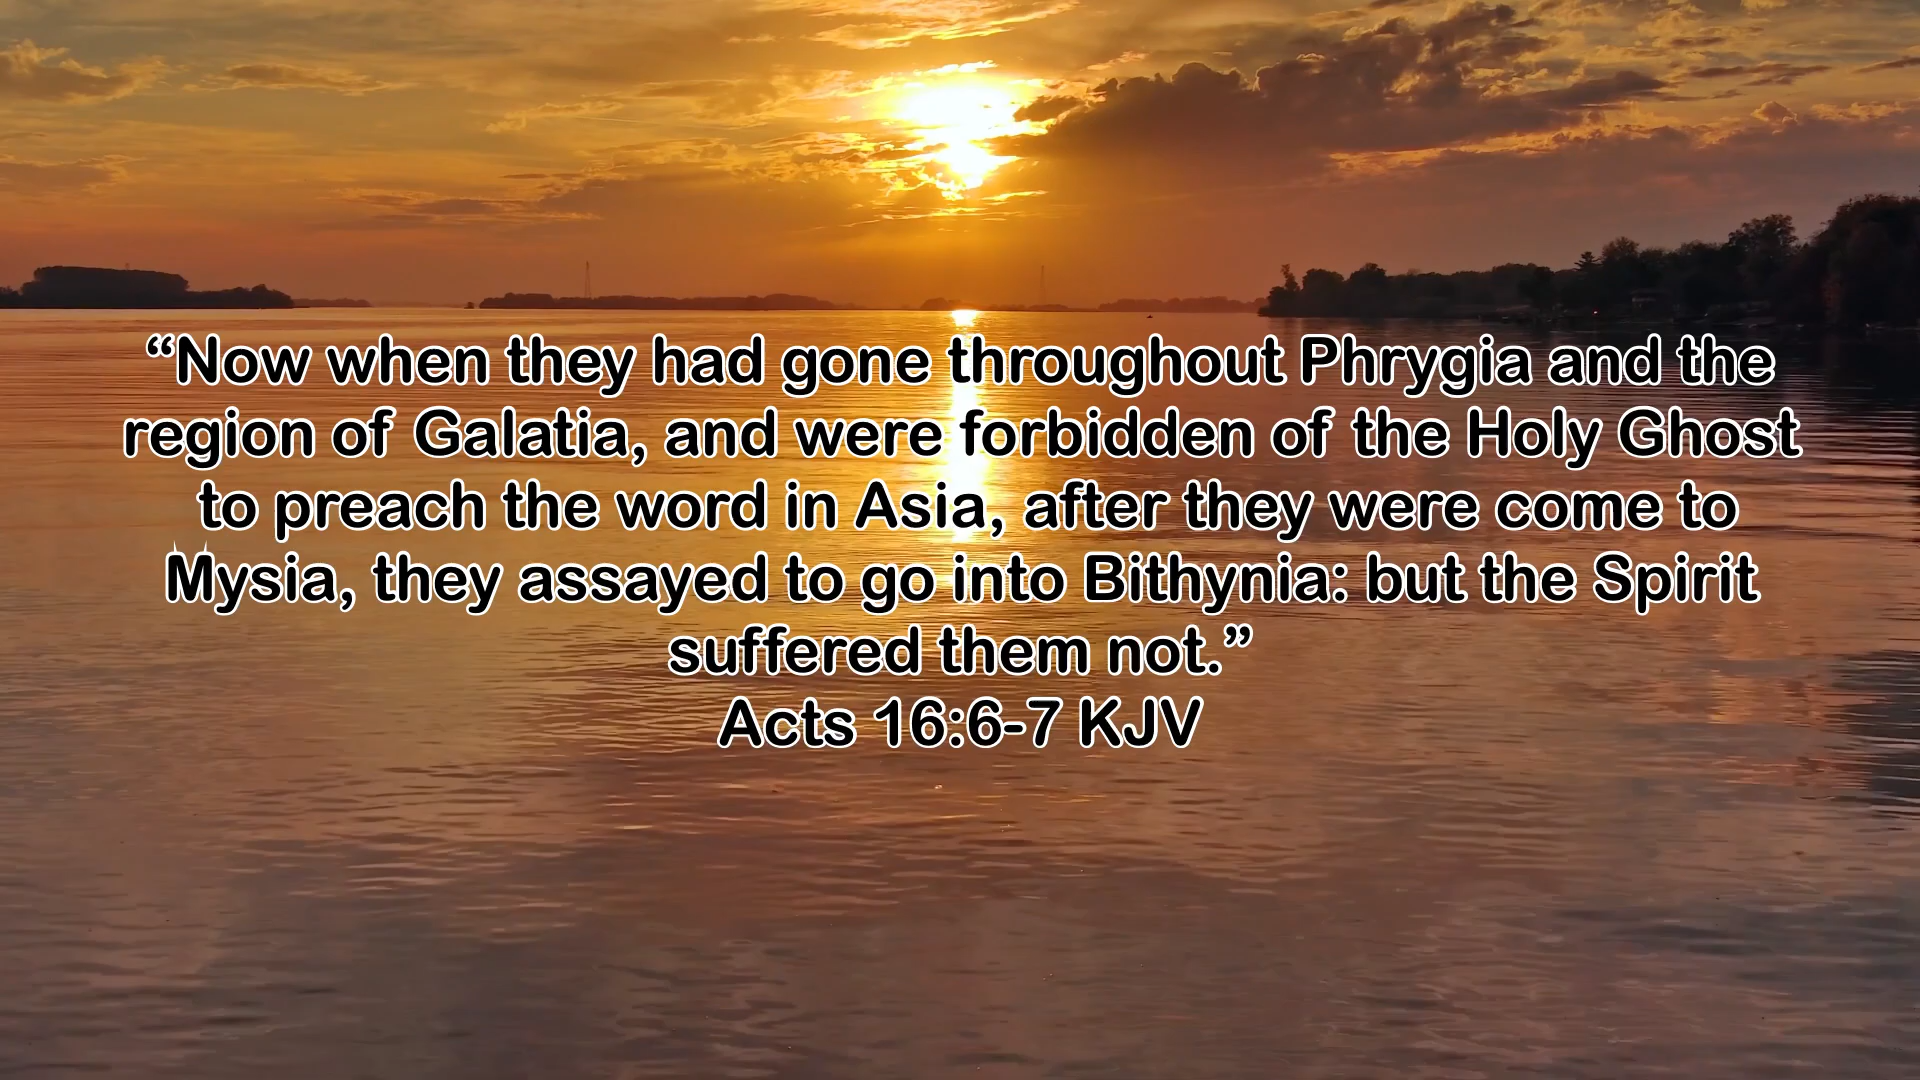 “Now when they had gone throughout Phrygia and the
region of Galatia, and were forbidden of the Holy Ghost
to preach the word in Asia, after they were come to
Mysia, they assayed to go into Bithynia: but the Spirit
suffered them not.”
Acts 16:6-7 KJV